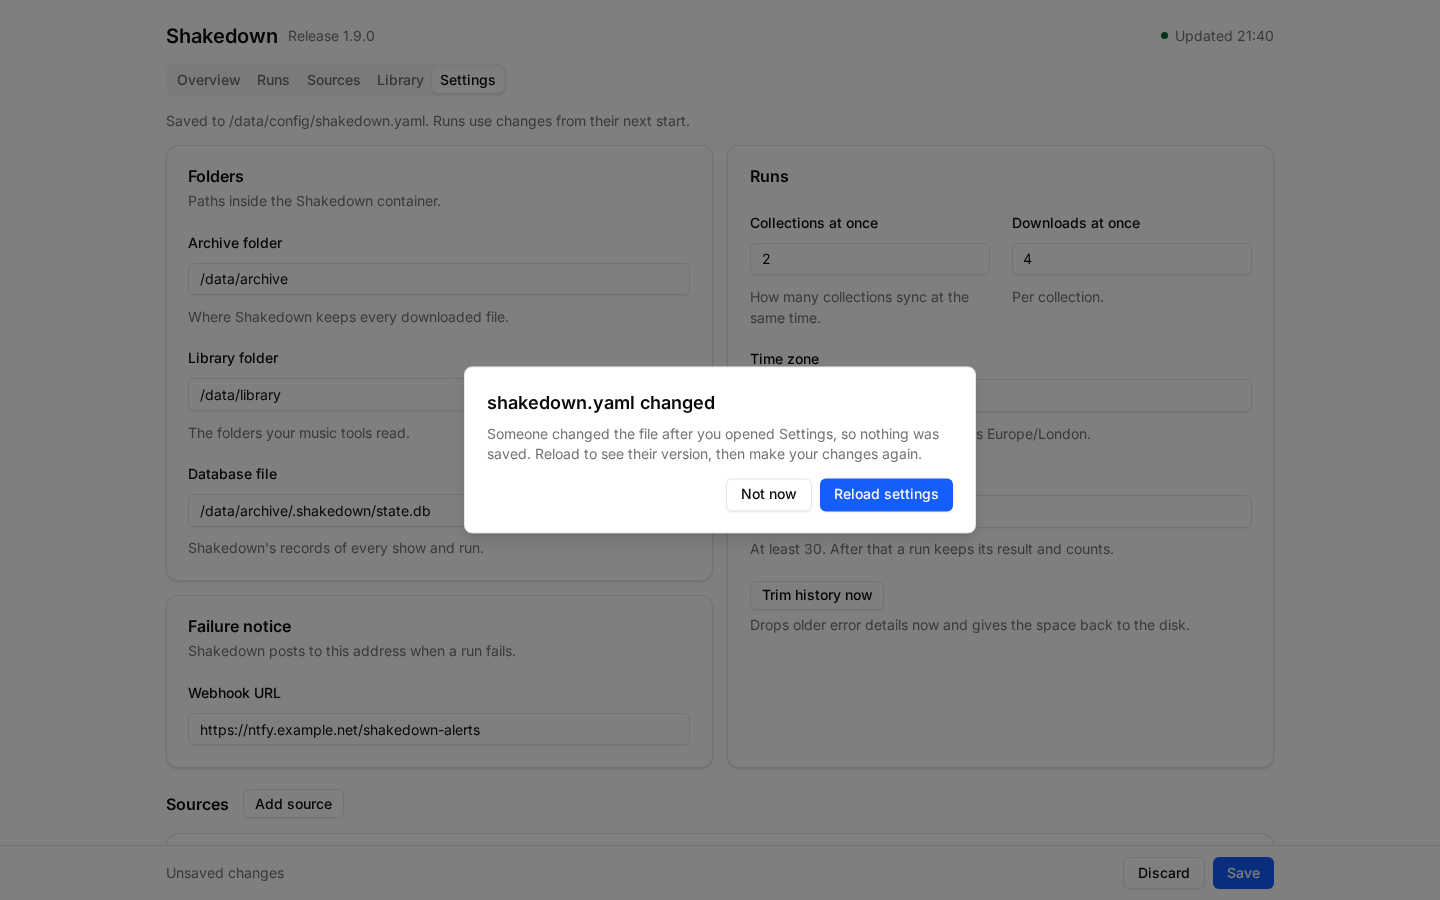 Shakedown Release 1.9.0
Updated 21:40
Overview Runs Sources Library Settings
Saved to /data/config/shakedown.yaml. Runs use changes from their next start.
Folders
Paths inside the Shakedown container.
Archive folder
/data/archive
Where Shakedown keeps every downloaded file.
Library folder
/data/library
The folders your music tools read.
Database file
/data/archive/.shakedown/state.db
Shakedown's records of every show and run.
Failure notice
Shakedown posts to this address when a run fails.
Webhook URL
https://ntfy.example.net/shakedown-alerts
Runs
Collections at once
2
How many collections sync at the
same time.
Downloads at once
4
Per collection.
Time zone
Europe/London.
At least 30. After that a run keeps its result and counts.
Trim history now
Drops older error details now and gives the space back to the disk.
shakedown.yaml changed
Someone changed the file after you opened Settings, so nothing was
saved. Reload to see their version, then make your changes again.
Not now
Reload settings
Sources
Add source
Unsaved changes
Discard
Save